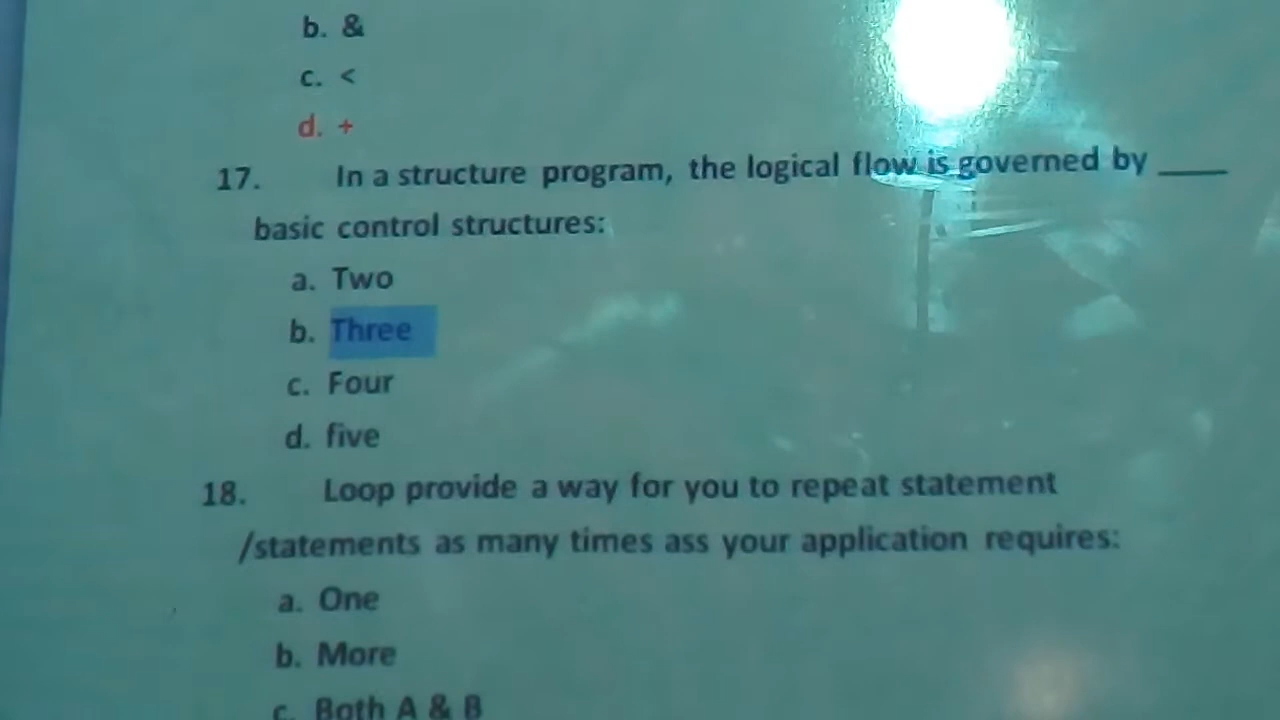 b. &
c. <
d. +
17. In a structure program, the logical flow is governed by ____
basic control structures:
a. Two
b. Three
c. Four
d. five
18. Loop provide a way for you to repeat statement
/statements as many times ass your application requires:
a. One
b. More
c. Both A & B